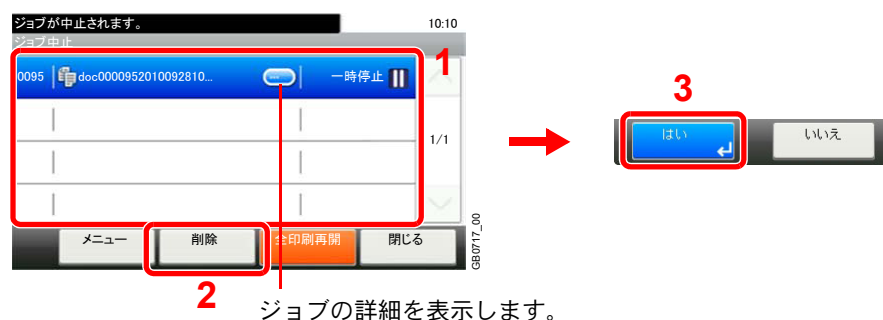 ジョブが中止されます。
10:10
ジョブ中止
1
0095
doc0000952010092810...
一時停止
1/1
メニュー
削除
全印刷再開
閉じる
GB0717_00
2
ジョブの詳細を表示します。
3
はい
いいえ